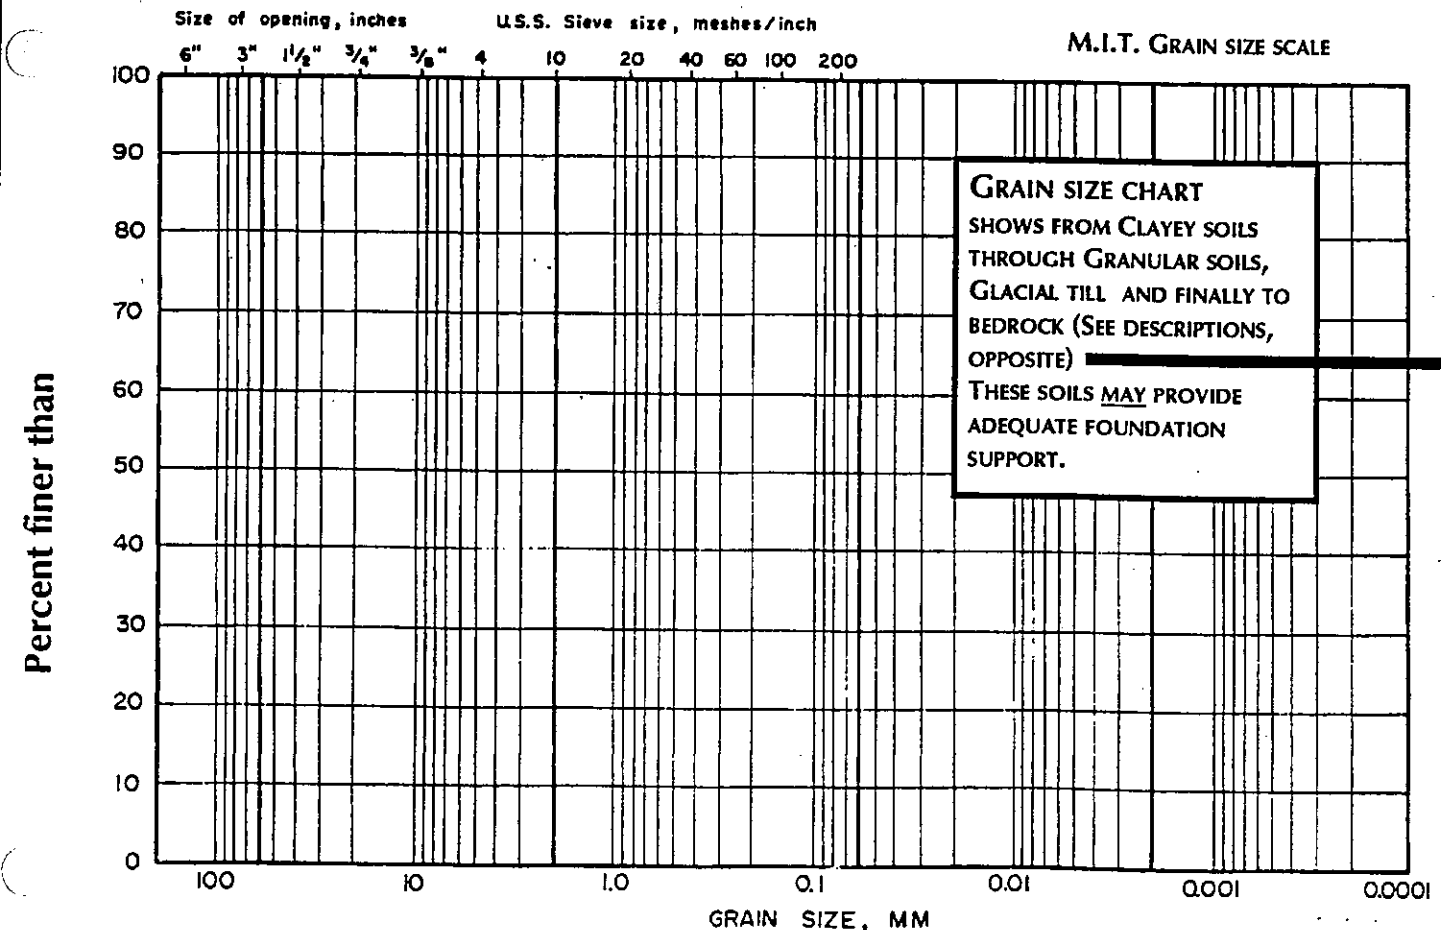 Size of opening, inches U.S.S. Sieve size, meshes/inch
M.I.T. GRAIN SIZE SCALE
6" 3" 1½" ¾" ⅜" 4 10 20 40 60 100 200
100
90
80
70
60
50
40
30
20
10
0
Percent finer than
GRAIN SIZE CHART
SHOWS FROM CLAYEY SOILS
THROUGH GRANULAR SOILS,
GLACIAL TILL AND FINALLY TO
BEDROCK (SEE DESCRIPTIONS,
OPPOSITE)
THESE SOILS MAY PROVIDE
ADEQUATE FOUNDATION
SUPPORT.
100 10 1.0 0.1 0.01 0.001 0.0001
GRAIN SIZE, MM